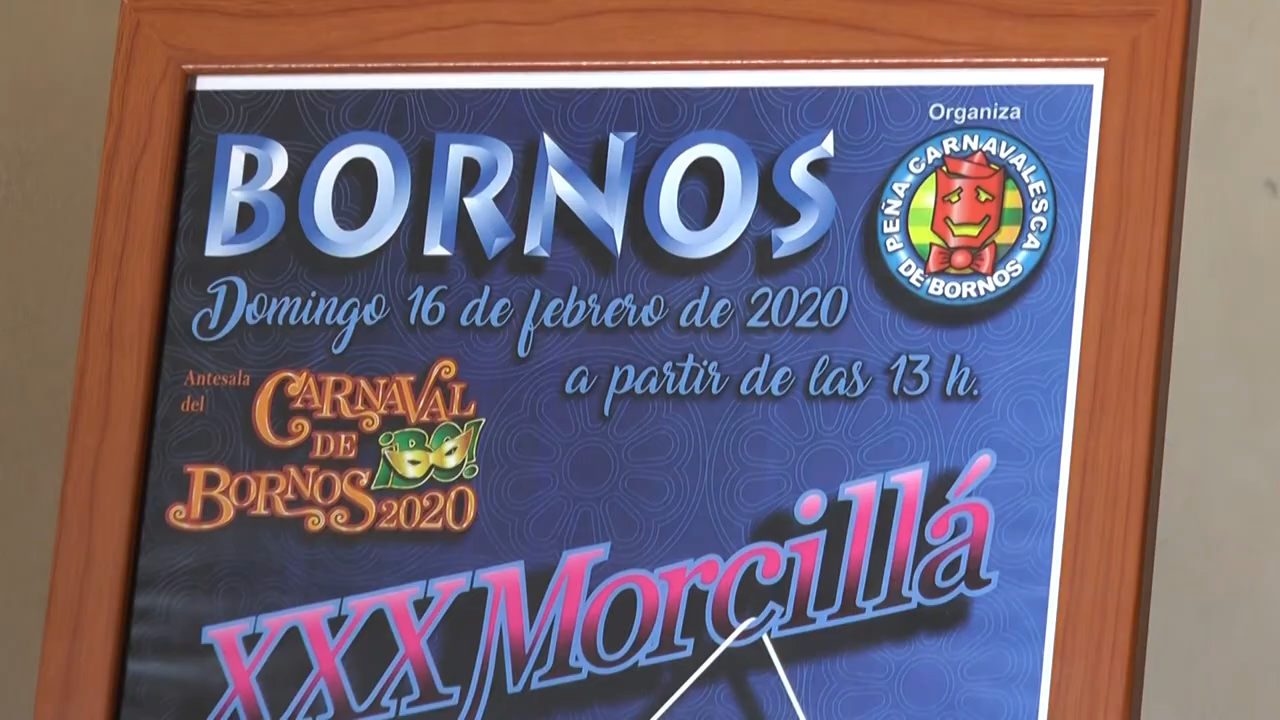 Organiza
BORNOS
PEÑA CARNAVALESCA
DE BORNOS
Domingo 16 de febrero de 2020
a partir de las 13 h.
Antesala
del
CARNAVAL
DE
¡BO!
BORNOS
2020
XXX Morcillá